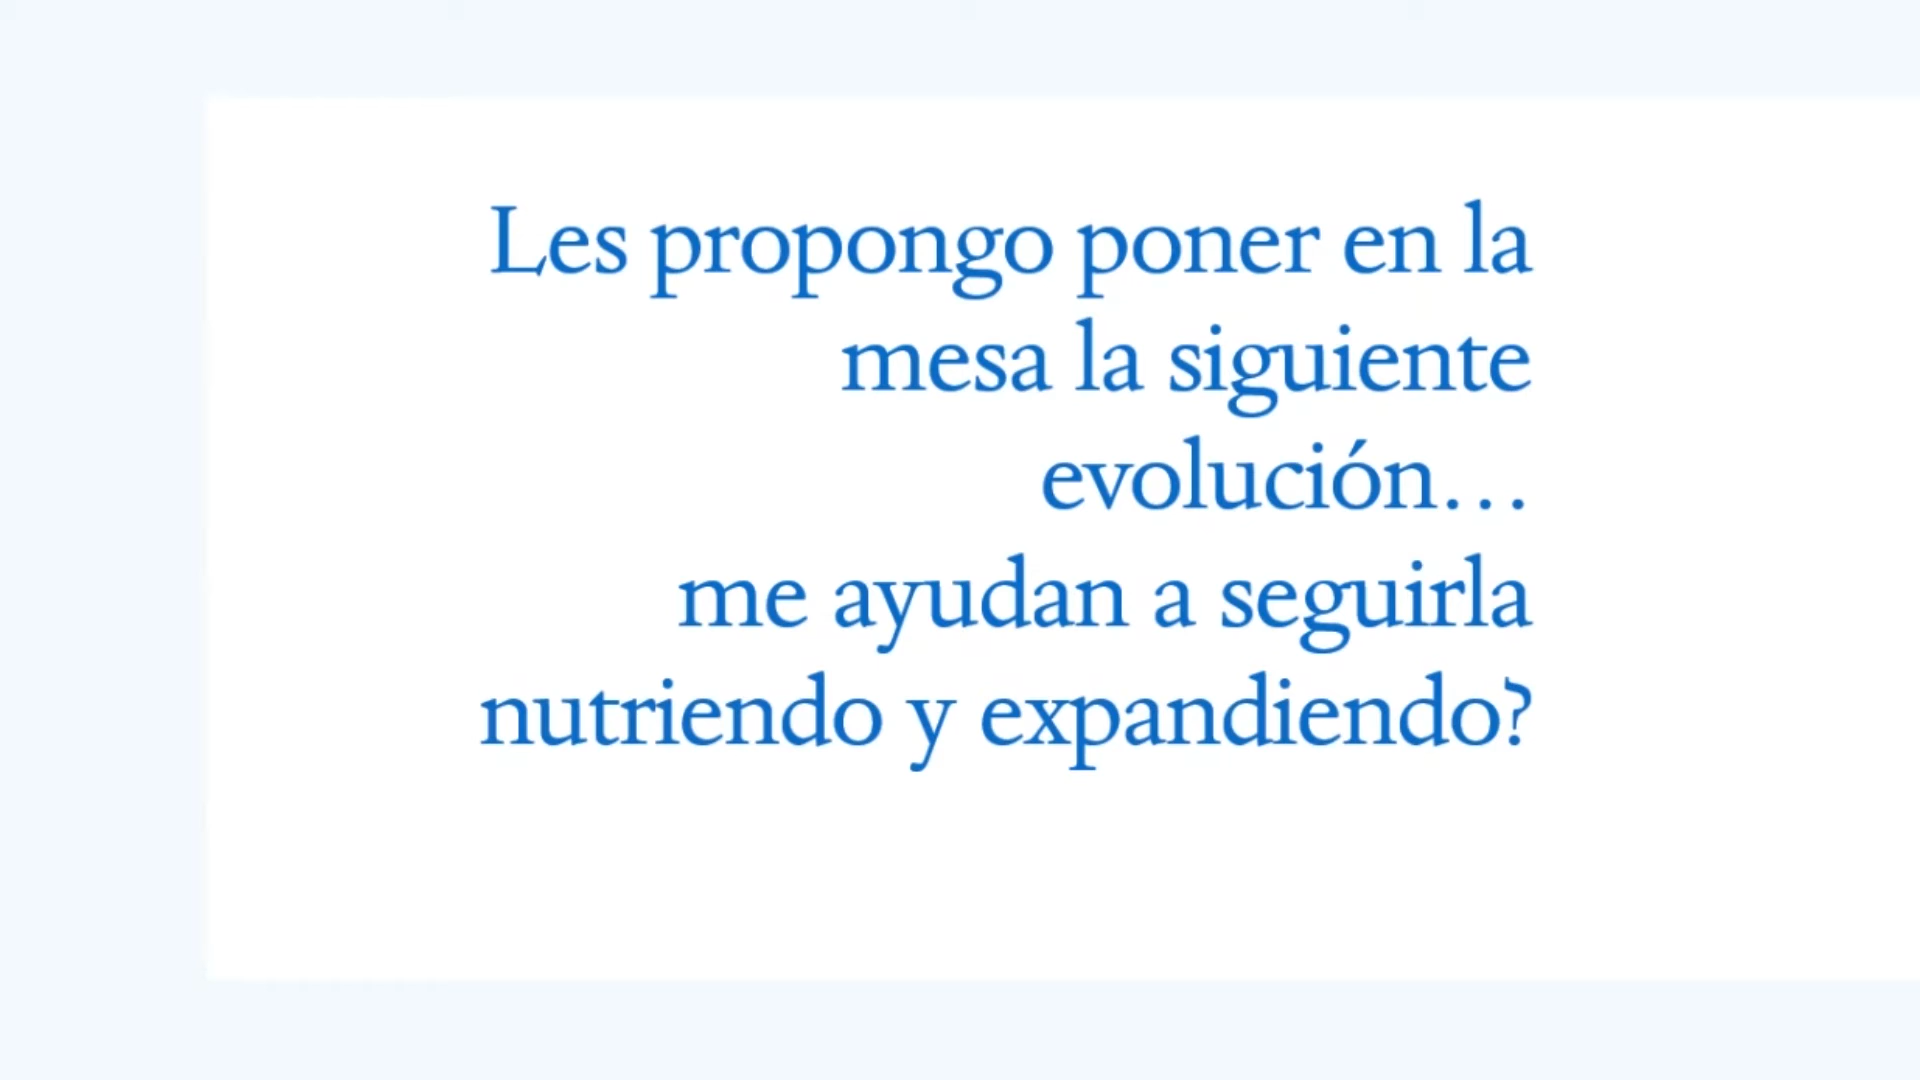 Les propongo poner en la
mesa la siguiente
evolución...
me ayudan a seguirla
nutriendo y expandiendo?